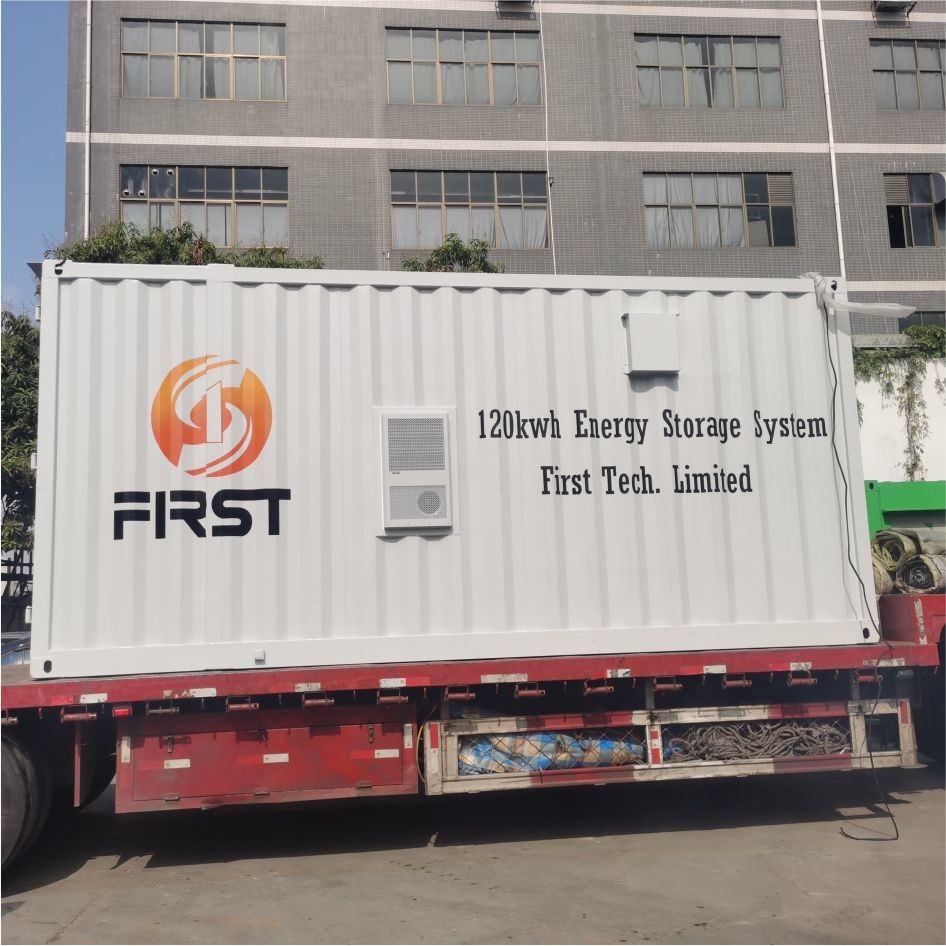 FIRST
120kwh Energy Storage System
First Tech. Limited